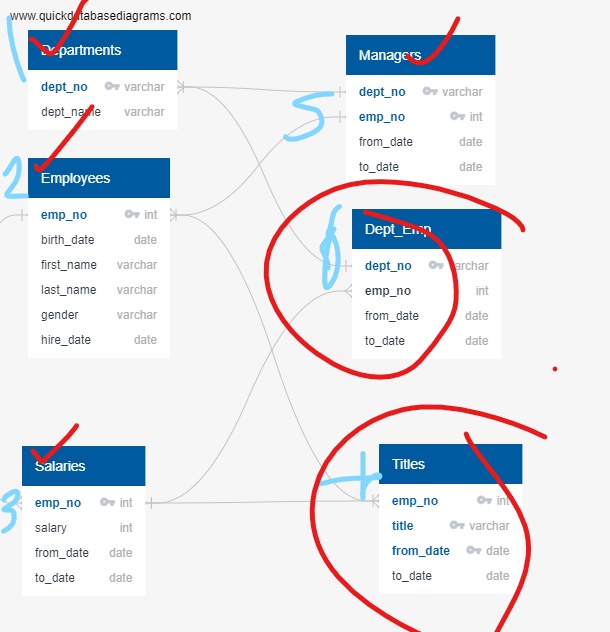 www.quickdatabasediagrams.com
1
Departments
dept_no varchar
dept_name varchar
2
Employees
emp_no int
birth_date date
first_name varchar
last_name varchar
gender varchar
hire_date date
3
Salaries
emp_no int
salary int
from_date date
to_date date
5
Managers
dept_no varchar
emp_no int
from_date date
to_date date
Dept_Emp
dept_no varchar
emp_no int
from_date date
to_date date
4
Titles
emp_no int
title varchar
from_date date
to_date date